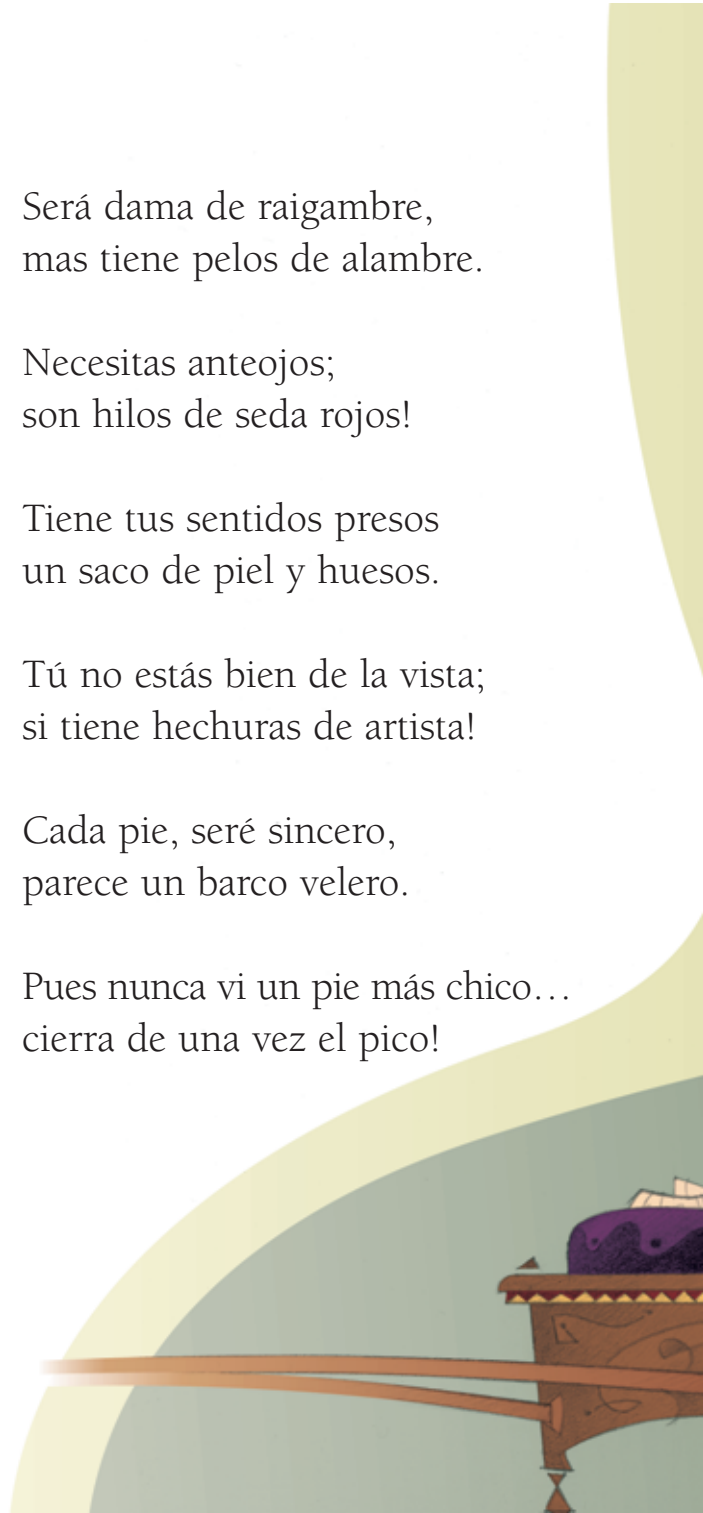 Será dama de raigambre,
mas tiene pelos de alambre.
Necesitas anteojos;
son hilos de seda rojos!
Tiene tus sentidos presos
un saco de piel y huesos.
Tú no estás bien de la vista;
si tiene hechuras de artista!
Cada pie, seré sincero,
parece un barco velero.
Pues nunca vi un pie más chico…
cierra de una vez el pico!